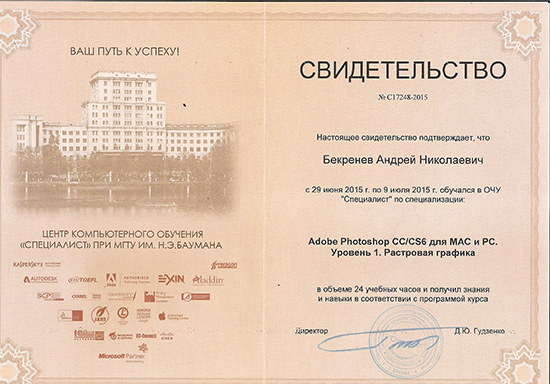 ВАШ ПУТЬ К УСПЕХУ!
ЦЕНТР КОМПЬЮТЕРНОГО ОБУЧЕНИЯ
«СПЕЦИАЛИСТ» ПРИ МГТУ ИМ. Н.Э.БАУМАНА
KASPERSKY
AUTODESK
TOEFL
EXIN
Aladdin
COREL
Microsoft Partner
СВИДЕТЕЛЬСТВО
№ С17248-2015
Настоящее свидетельство подтверждает, что
Бекренев Андрей Николаевич
с 29 июня 2015 г. по 9 июля 2015 г. обучался в ОЧУ
"Специалист" по специализации:
Adobe Photoshop CC/CS6 для MAC и PC.
Уровень 1. Растровая графика
в объеме 24 учебных часов и получил знания
и навыки в соответствии с программой курса
Директор
Д.Ю. Гудзенко